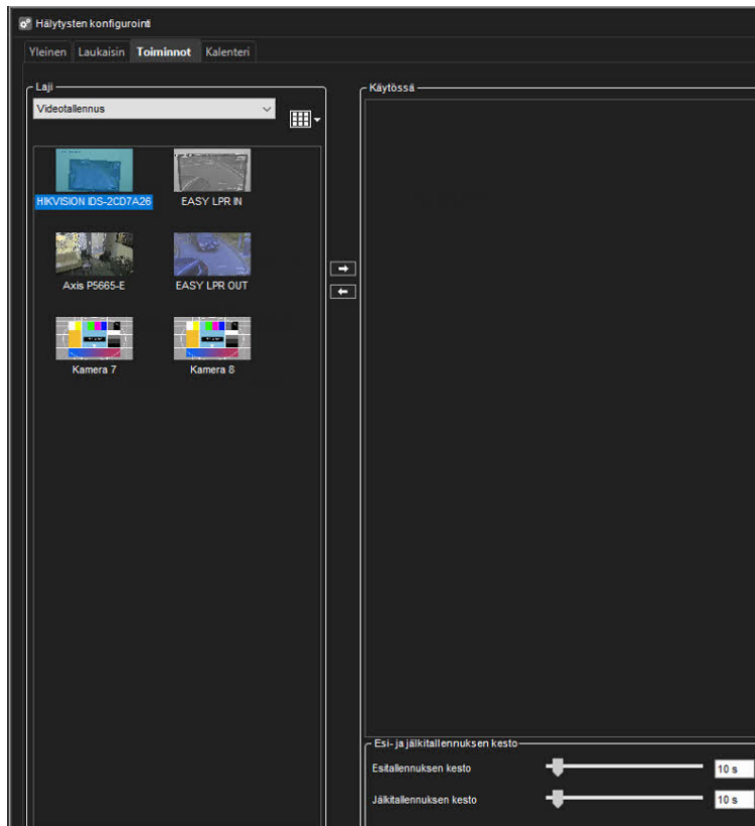 Hälytysten konfigurointi
Yleinen Laukaisin Toiminnot Kalenteri
Laji
Videotallennus
HIKVISION IDS-2CD7A26
EASY LPR IN
Axis P5665-E
EASY LPR OUT
Kamera 7
Kamera 8
Käytössä
Esi- ja jälkitallennuksen kesto
Esitallennuksen kesto
10 s
Jälkitallennuksen kesto
10 s